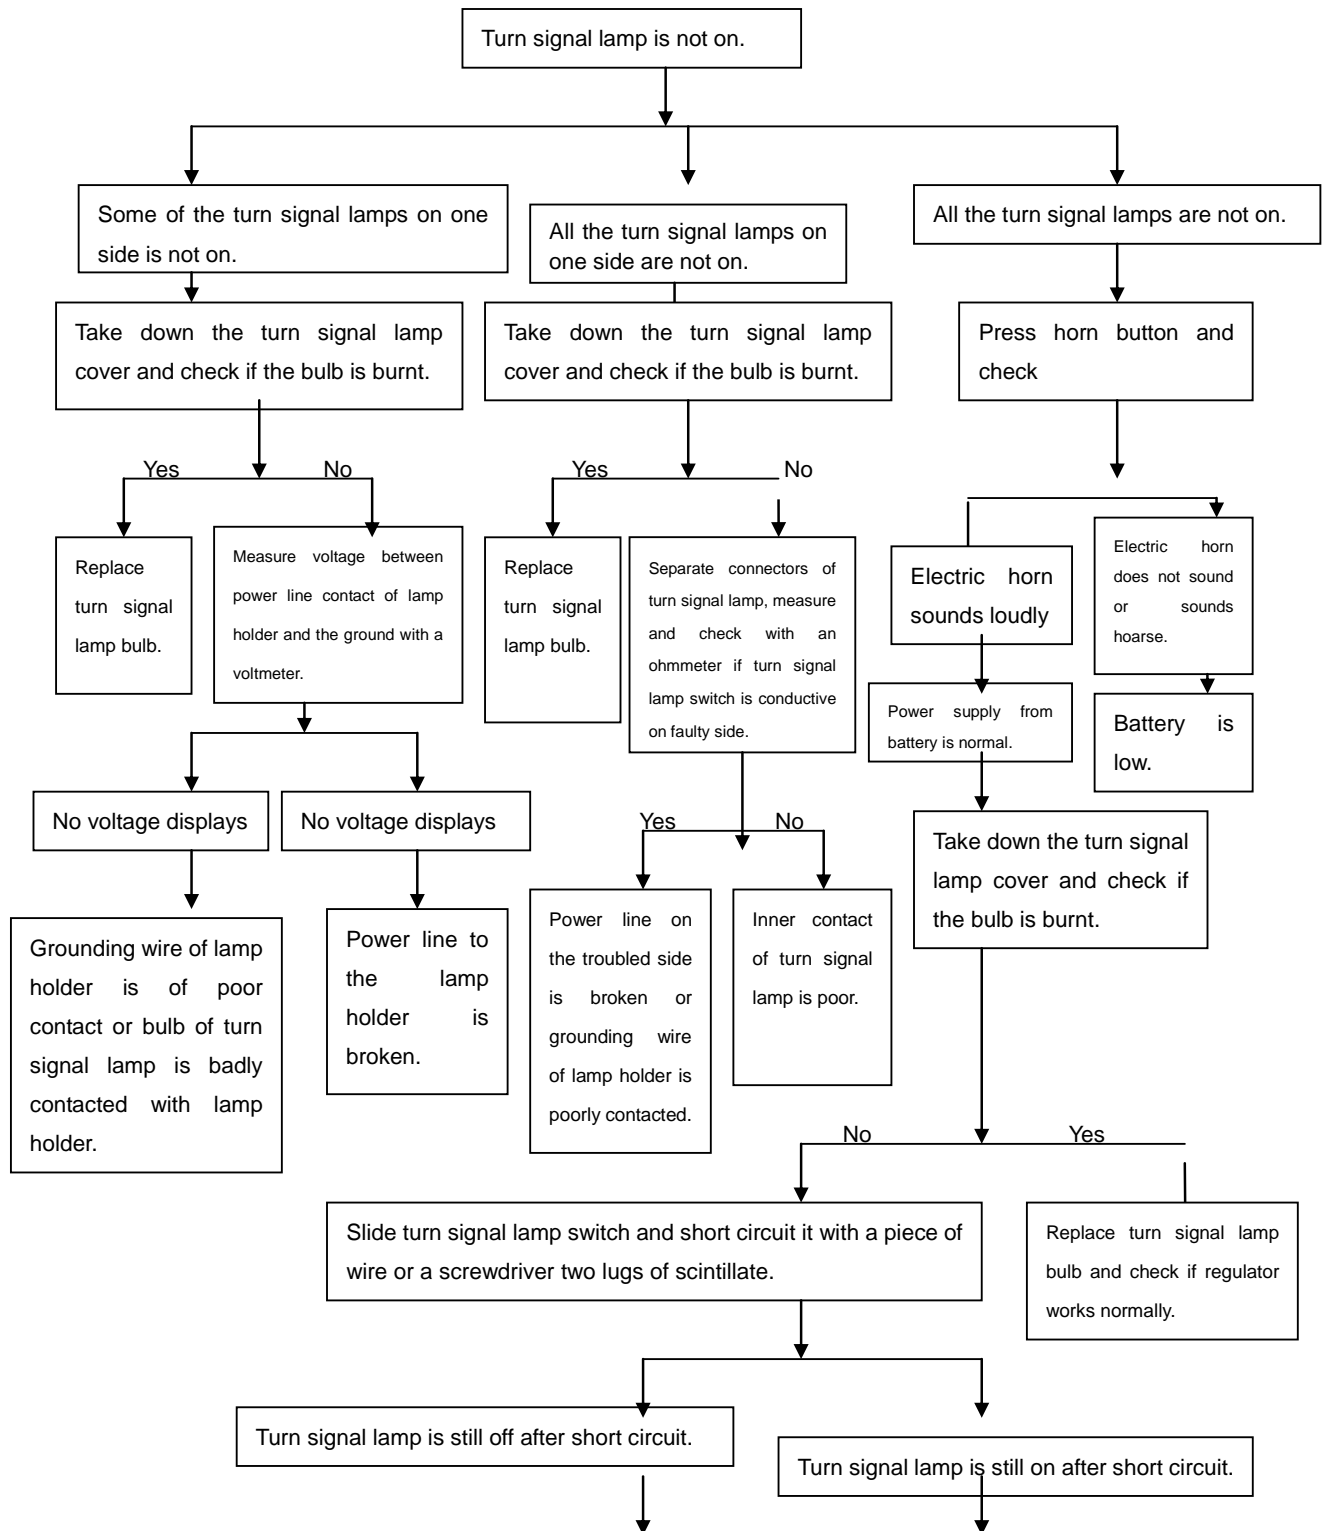 Turn signal lamp is not on.
Some of the turn signal lamps on one
side is not on.
All the turn signal lamps on
one side are not on.
All the turn signal lamps are not on.
Take down the turn signal lamp
cover and check if the bulb is burnt.
Take down the turn signal lamp
cover and check if the bulb is burnt.
Press horn button and
check
Yes
No
Yes
No
Replace
turn signal
lamp bulb.
Measure voltage between
power line contact of lamp
holder and the ground with a
voltmeter.
Replace
turn signal
lamp bulb.
Separate connectors of
turn signal lamp, measure
and check with an
ohmmeter if turn signal
lamp switch is conductive
on faulty side.
Electric horn
sounds loudly
Electric horn
does not sound
or sounds
hoarse.
Power supply from
battery is normal.
Battery is
low.
No voltage displays
No voltage displays
Yes
No
Take down the turn signal
lamp cover and check if
the bulb is burnt.
Grounding wire of lamp
holder is of poor
contact or bulb of turn
signal lamp is badly
contacted with lamp
holder.
Power line to
the lamp
holder is
broken.
Power line on
the troubled side
is broken or
grounding wire
of lamp holder is
poorly contacted.
Inner contact
of turn signal
lamp is poor.
No
Yes
Slide turn signal lamp switch and short circuit it with a piece of
wire or a screwdriver two lugs of scintillate.
Replace turn signal lamp
bulb and check if regulator
works normally.
Turn signal lamp is still off after short circuit.
Turn signal lamp is still on after short circuit.